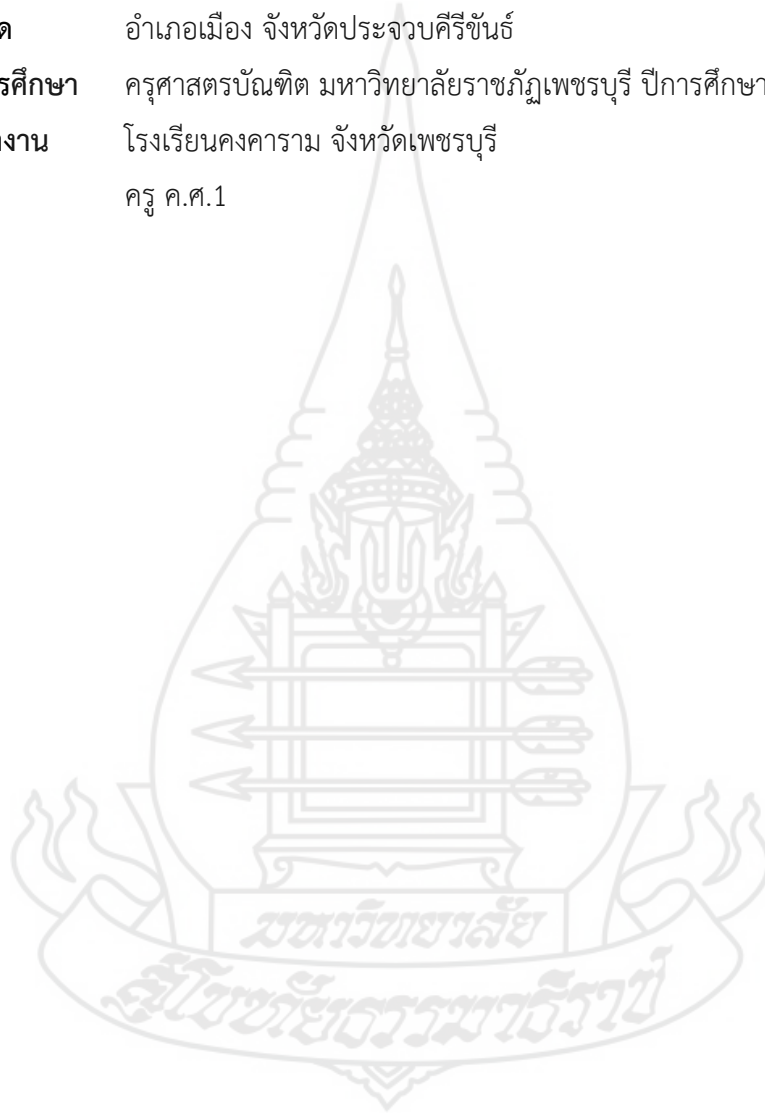 ด อำเภอเมือง จังหวัดประจวบคีรีขันธ์
รศึกษา ครุศาสตรบัณฑิต มหาวิทยาลัยราชภัฏเพชรบุรี ปีการศึกษา
งาน โรงเรียนคงคาราม จังหวัดเพชรบุรี
ครู ค.ศ.1
มหาวิทยาลัย
สุโขทัยธรรมาธิราช